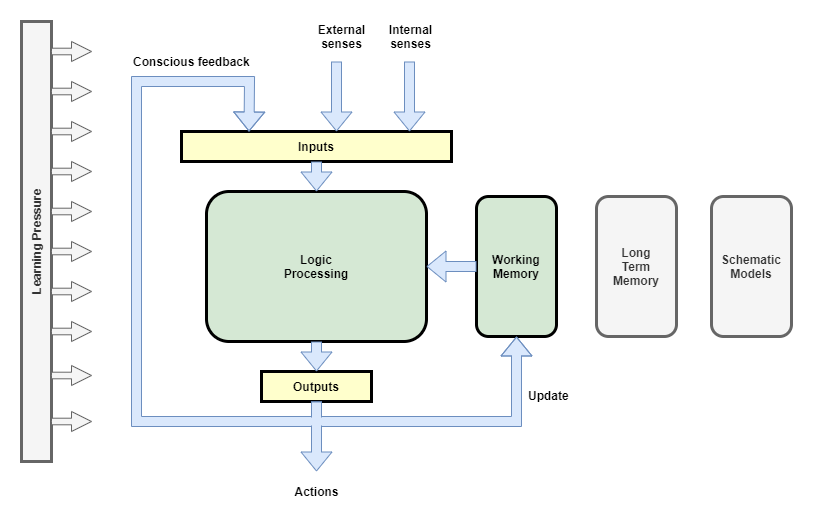 External
senses
Internal
senses
Conscious feedback
Inputs
Learning Pressure
Logic
Processing
Working
Memory
Long
Term
Memory
Schematic
Models
Outputs
Update
Actions